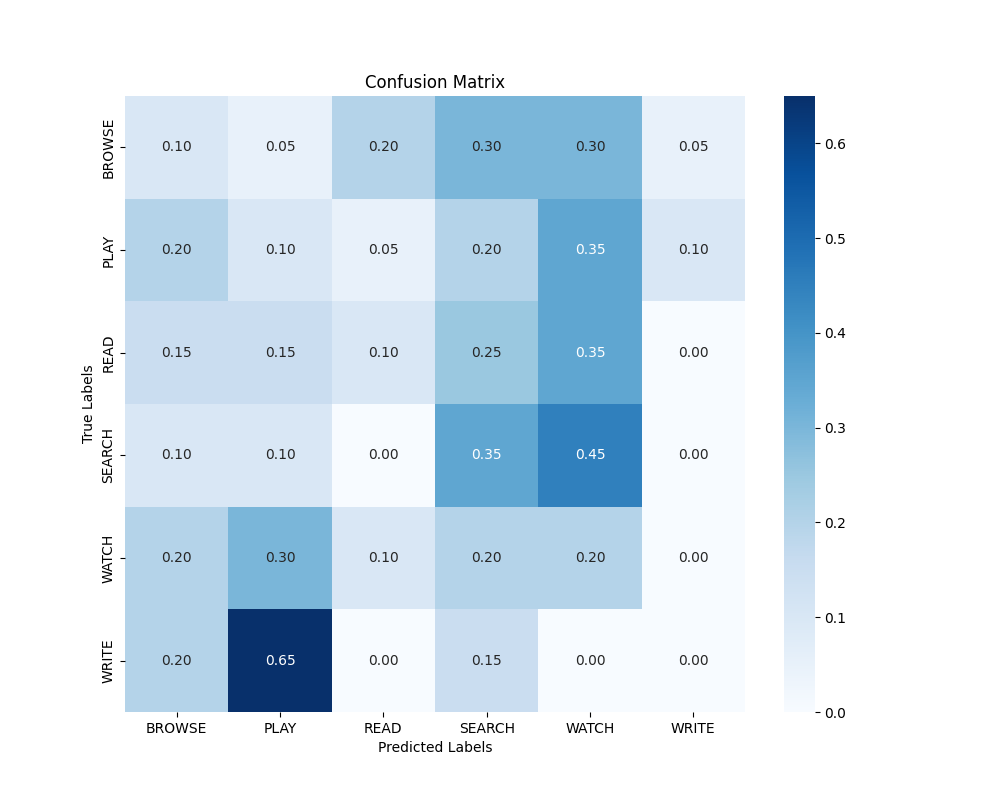 Confusion Matrix
BROWSE 0.10 0.05 0.20 0.30 0.30 0.05
PLAY 0.20 0.10 0.05 0.20 0.35 0.10
READ 0.15 0.15 0.10 0.25 0.35 0.00
SEARCH 0.10 0.10 0.00 0.35 0.45 0.00
WATCH 0.20 0.30 0.10 0.20 0.20 0.00
WRITE 0.20 0.65 0.00 0.15 0.00 0.00
BROWSE PLAY READ SEARCH WATCH WRITE
Predicted Labels
True Labels
0.6
0.5
0.4
0.3
0.2
0.1
0.0